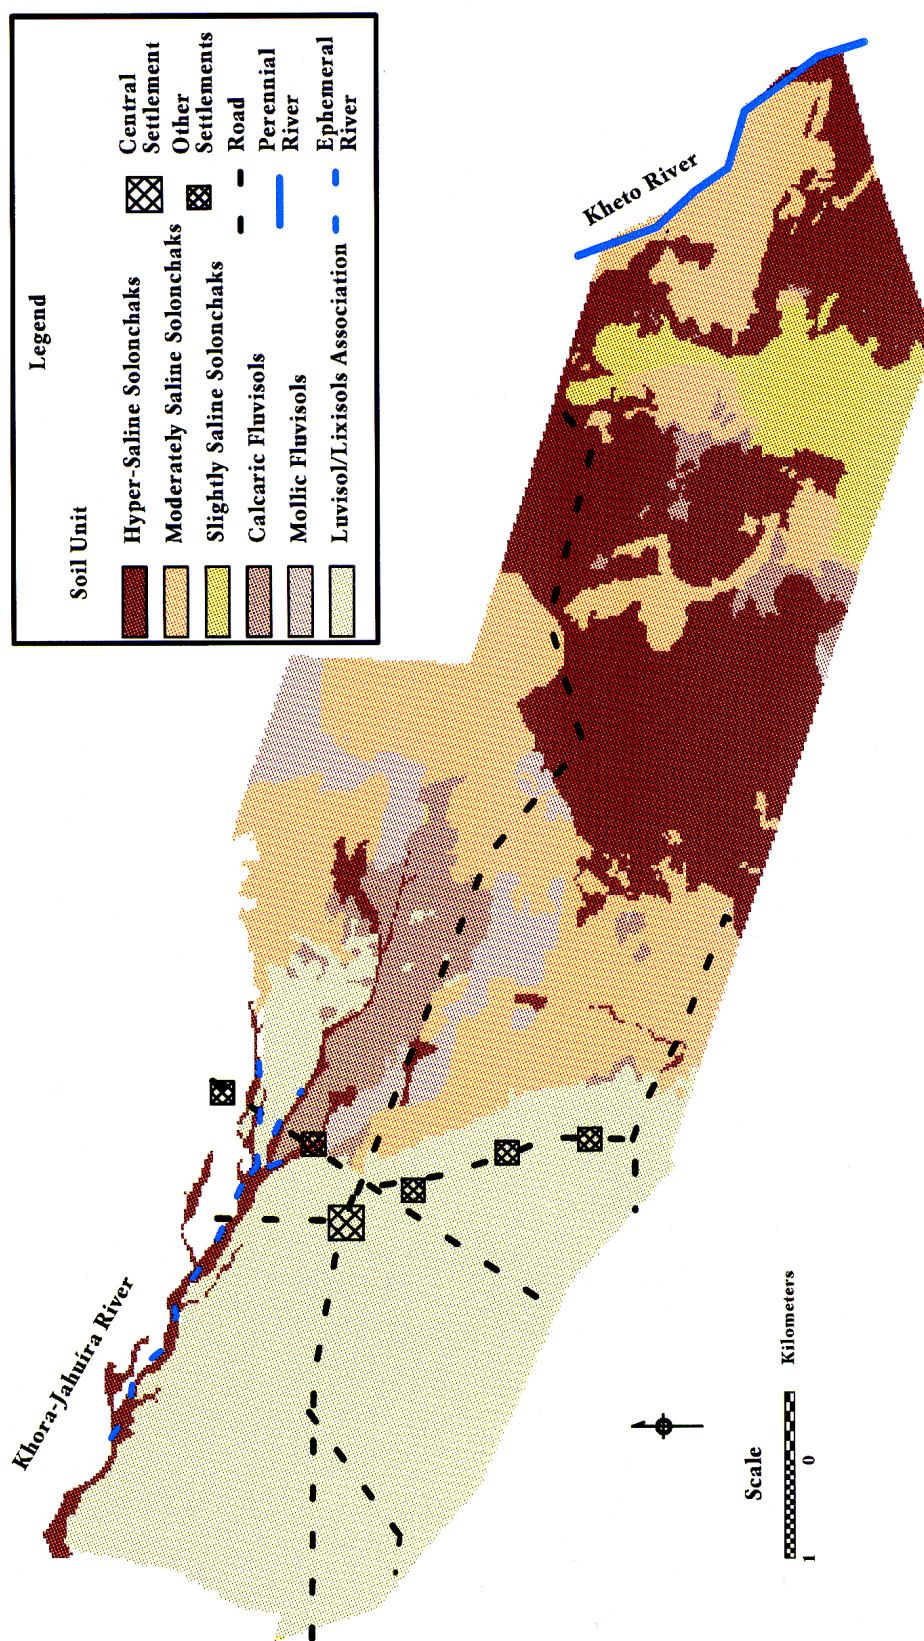 Legend
Soil Unit
Hyper-Saline Solonchaks
Moderately Saline Solonchaks
Slightly Saline Solonchaks
Calcaric Fluvisols
Mollic Fluvisols
Luvisol/Lixisols Association
Central
Settlement
Other
Settlements
Road
Perennial
River
Ephemeral
River
Kheto River
Khora-Jahuíra River
Scale
1 0
Kilometers